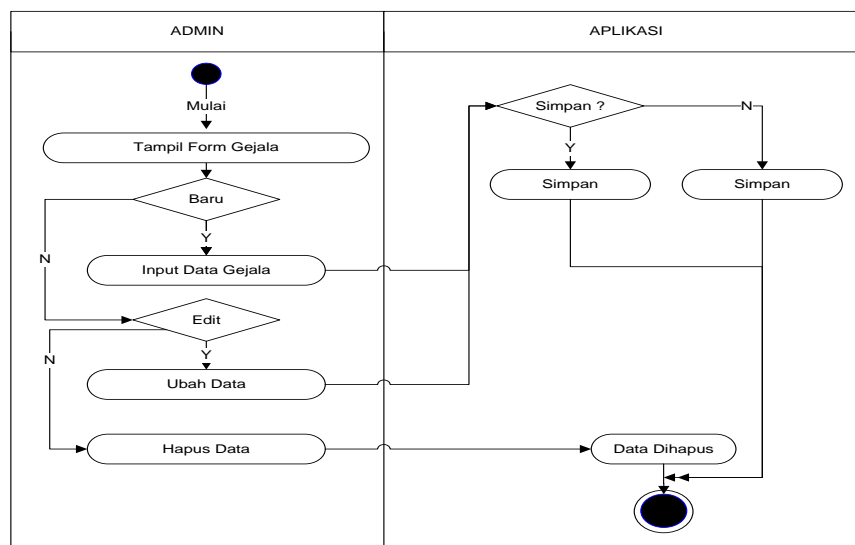 ADMIN
APLIKASI
Mulai
Tampil Form Gejala
Baru
N
Y
Input Data Gejala
Edit
N
Y
Ubah Data
Hapus Data
Simpan ?
N
Y
Simpan
Simpan
Data Dihapus